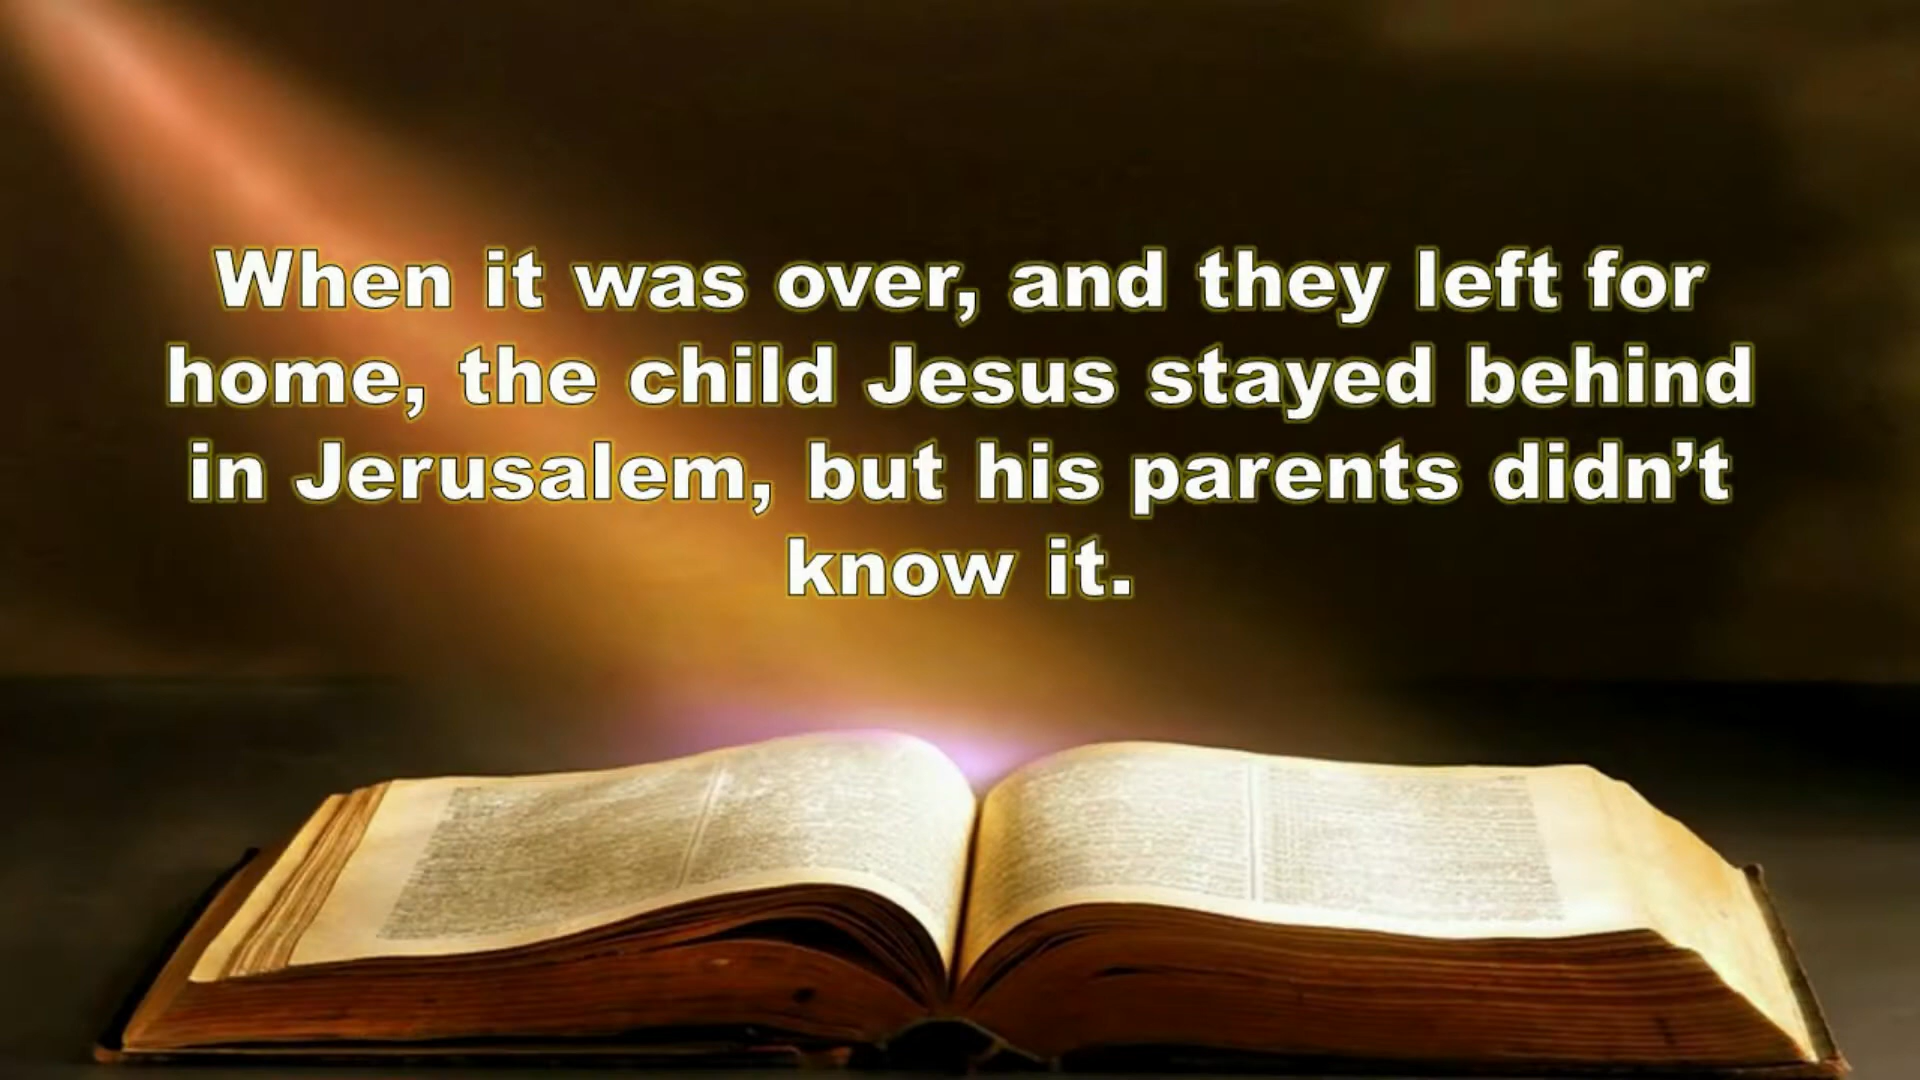 When it was over, and they left for
home, the child Jesus stayed behind
in Jerusalem, but his parents didn’t
know it.